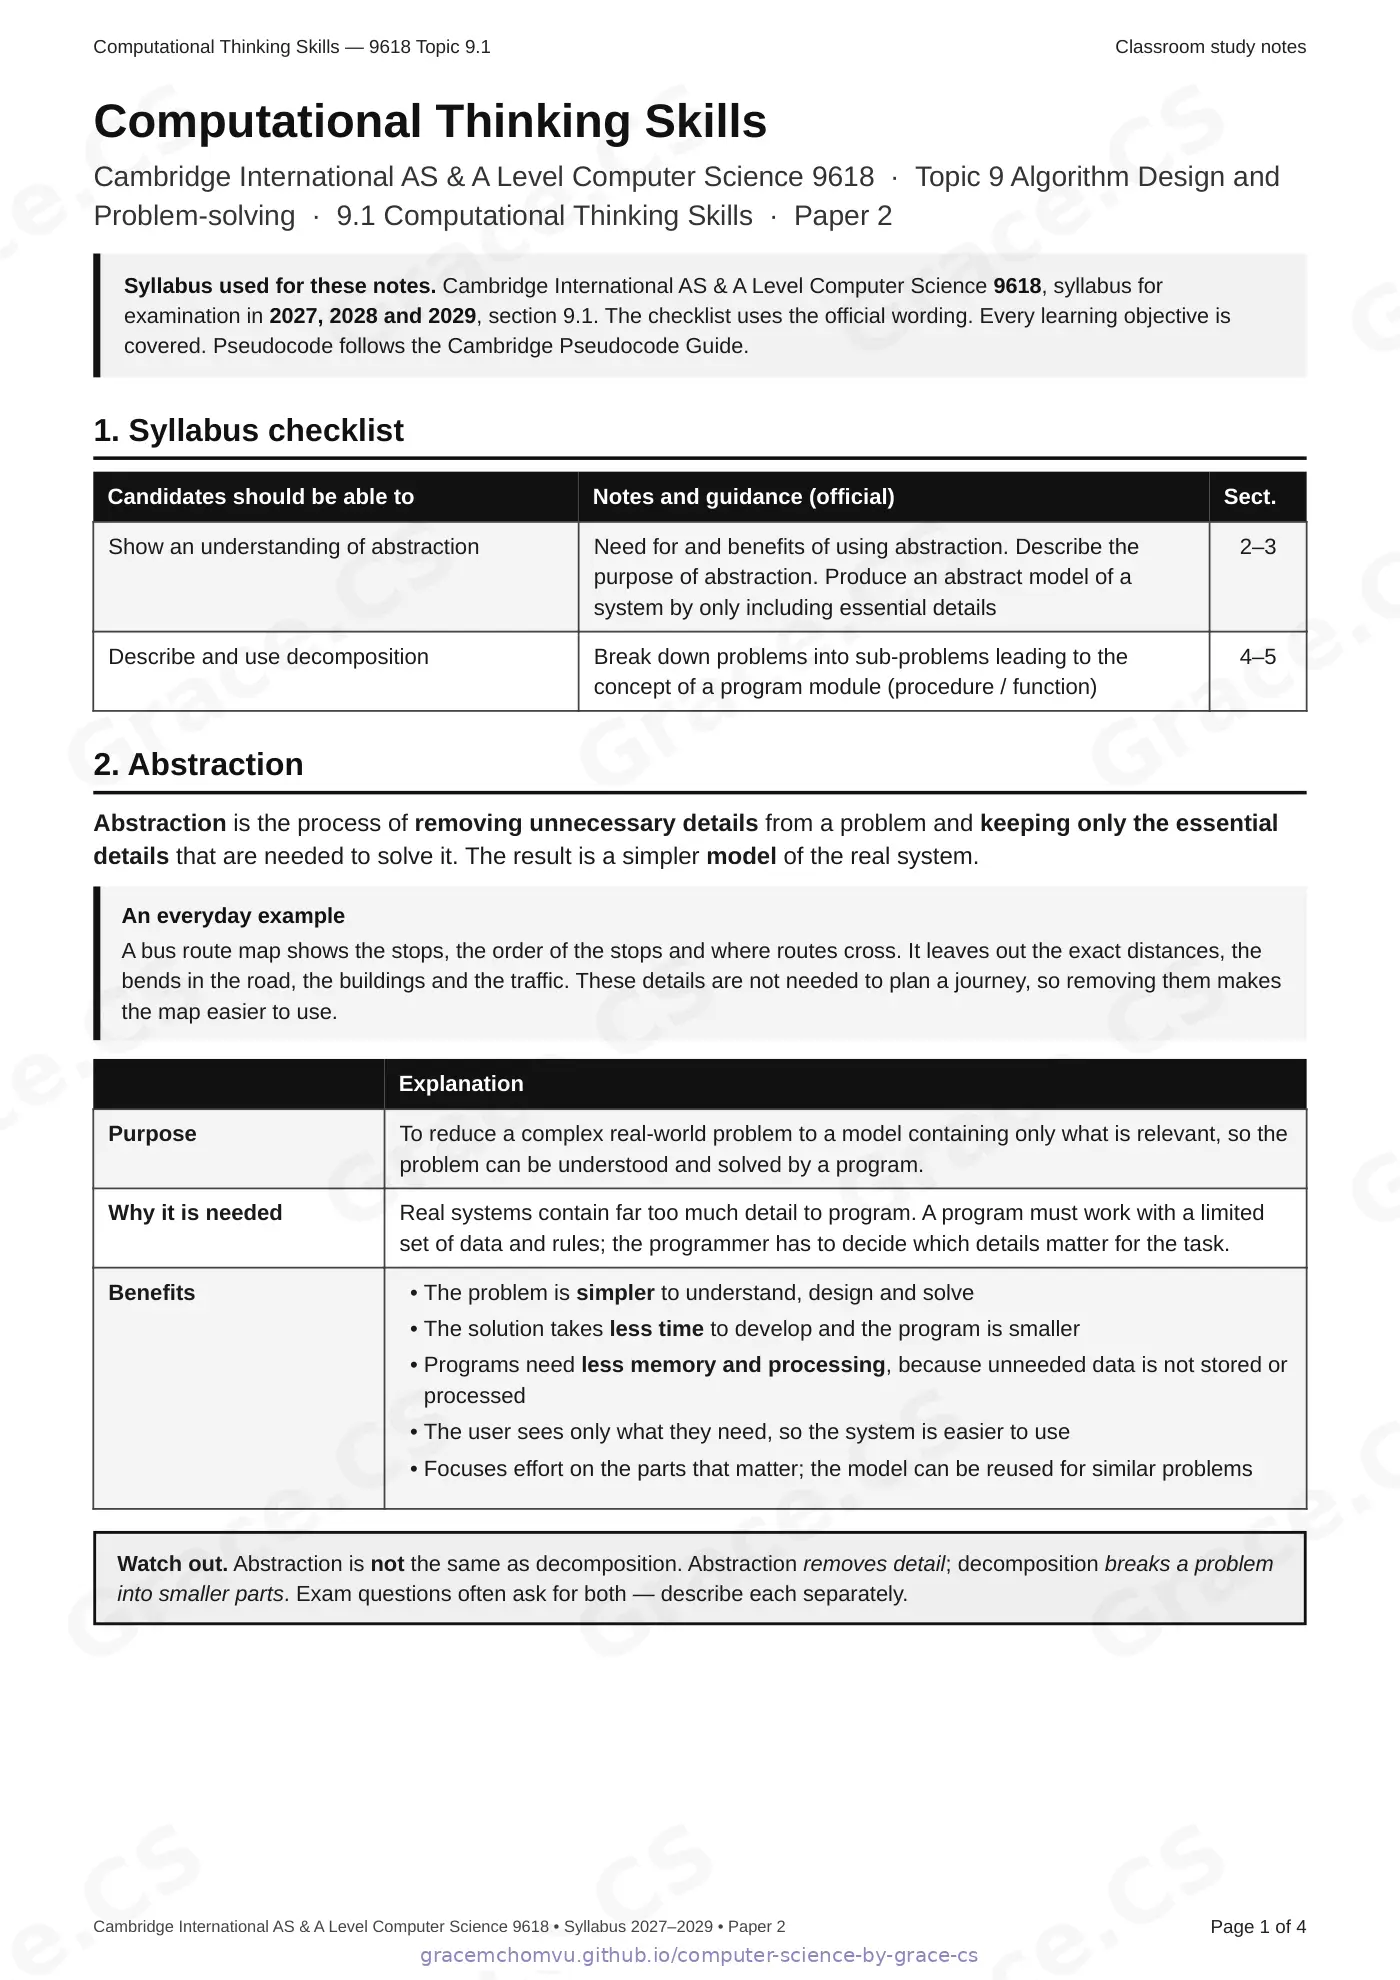 Computational Thinking Skills — 9618 Topic 9.1
Classroom study notes
Computational Thinking Skills
Cambridge International AS & A Level Computer Science 9618 · Topic 9 Algorithm Design and
Problem-solving · 9.1 Computational Thinking Skills · Paper 2
Syllabus used for these notes. Cambridge International AS & A Level Computer Science 9618, syllabus for
examination in 2027, 2028 and 2029, section 9.1. The checklist uses the official wording. Every learning objective is
covered. Pseudocode follows the Cambridge Pseudocode Guide.
1. Syllabus checklist
Candidates should be able to
Notes and guidance (official)
Sect.
Show an understanding of abstraction
Need for and benefits of using abstraction. Describe the
purpose of abstraction. Produce an abstract model of a
system by only including essential details
2–3
Describe and use decomposition
Break down problems into sub-problems leading to the
concept of a program module (procedure / function)
4–5
2. Abstraction
Abstraction is the process of removing unnecessary details from a problem and keeping only the essential
details that are needed to solve it. The result is a simpler model of the real system.
An everyday example
A bus route map shows the stops, the order of the stops and where routes cross. It leaves out the exact distances, the
bends in the road, the buildings and the traffic. These details are not needed to plan a journey, so removing them makes
the map easier to use.
Explanation
Purpose
To reduce a complex real-world problem to a model containing only what is relevant, so the
problem can be understood and solved by a program.
Why it is needed
Real systems contain far too much detail to program. A program must work with a limited
set of data and rules; the programmer has to decide which details matter for the task.
Benefits
• The problem is simpler to understand, design and solve
• The solution takes less time to develop and the program is smaller
• Programs need less memory and processing, because unneeded data is not stored or
processed
• The user sees only what they need, so the system is easier to use
• Focuses effort on the parts that matter; the model can be reused for similar problems
Watch out. Abstraction is not the same as decomposition. Abstraction removes detail; decomposition breaks a problem
into smaller parts. Exam questions often ask for both — describe each separately.
Cambridge International AS & A Level Computer Science 9618 • Syllabus 2027–2029 • Paper 2
Page 1 of 4
gracemchomvu.github.io/computer-science-by-grace-cs
Grace.CS